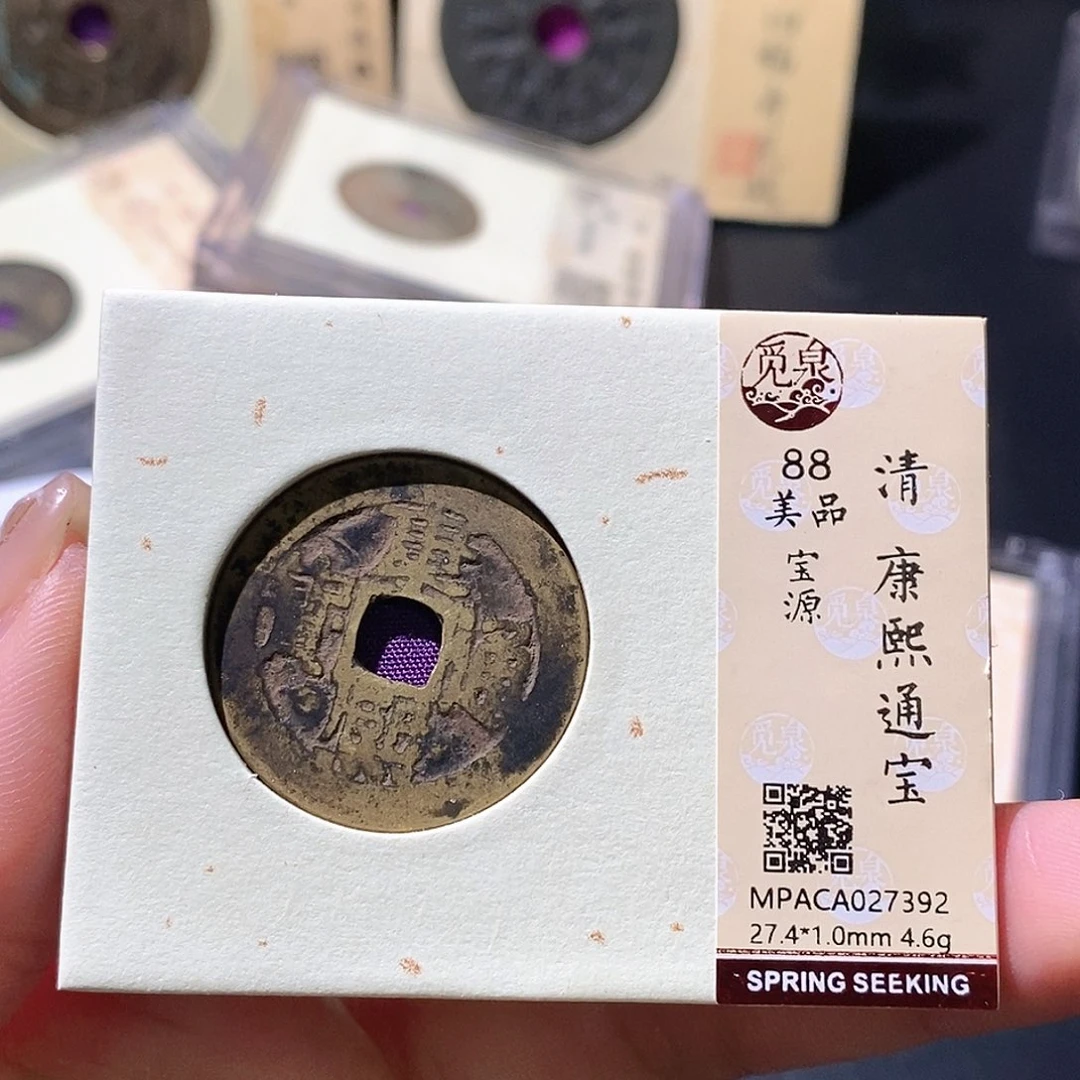 觅泉
88
美品
宝源
清 康熙通宝
MPACA027392
27.4*1.0mm 4.6g
SPRING SEEKING